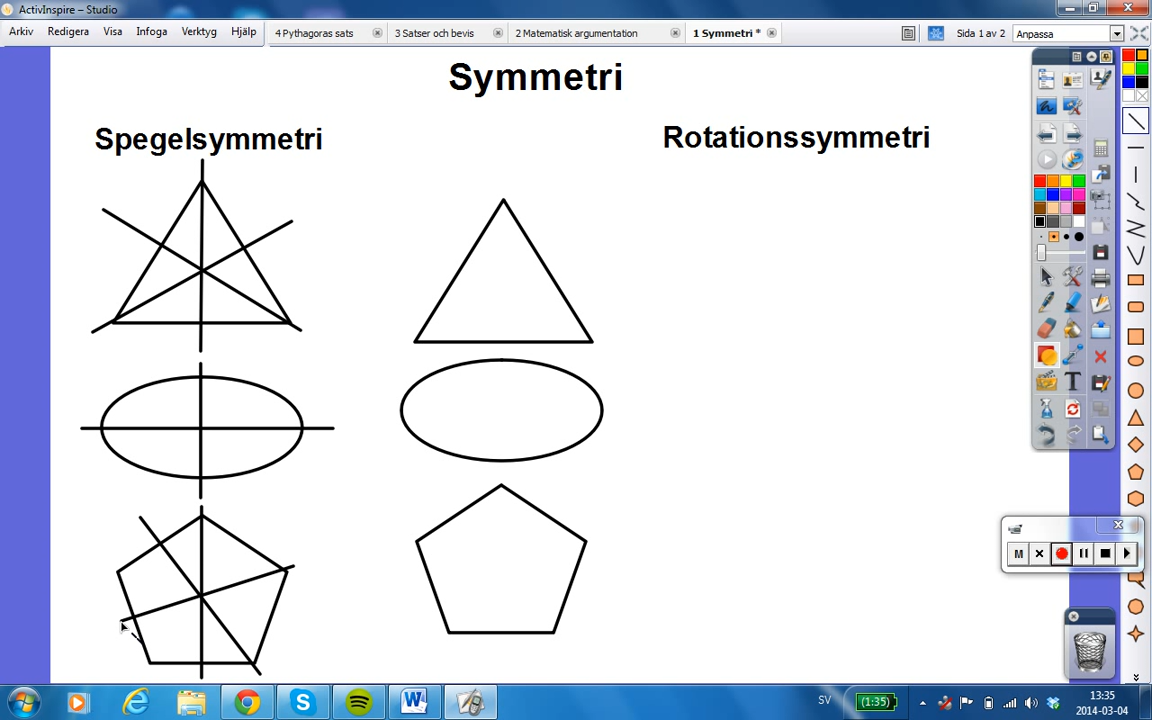 ActivInspire – Studio
Arkiv Redigera Visa Infoga Verktyg Hjälp
4 Pythagoras sats 3 Satser och bevis 2 Matematisk argumentation 1 Symmetri *
Sida 1 av 2 Anpassa
Symmetri
Spegelsymmetri
Rotationssymmetri
T
M
W
SV (1:35) 13:35
2014-03-04